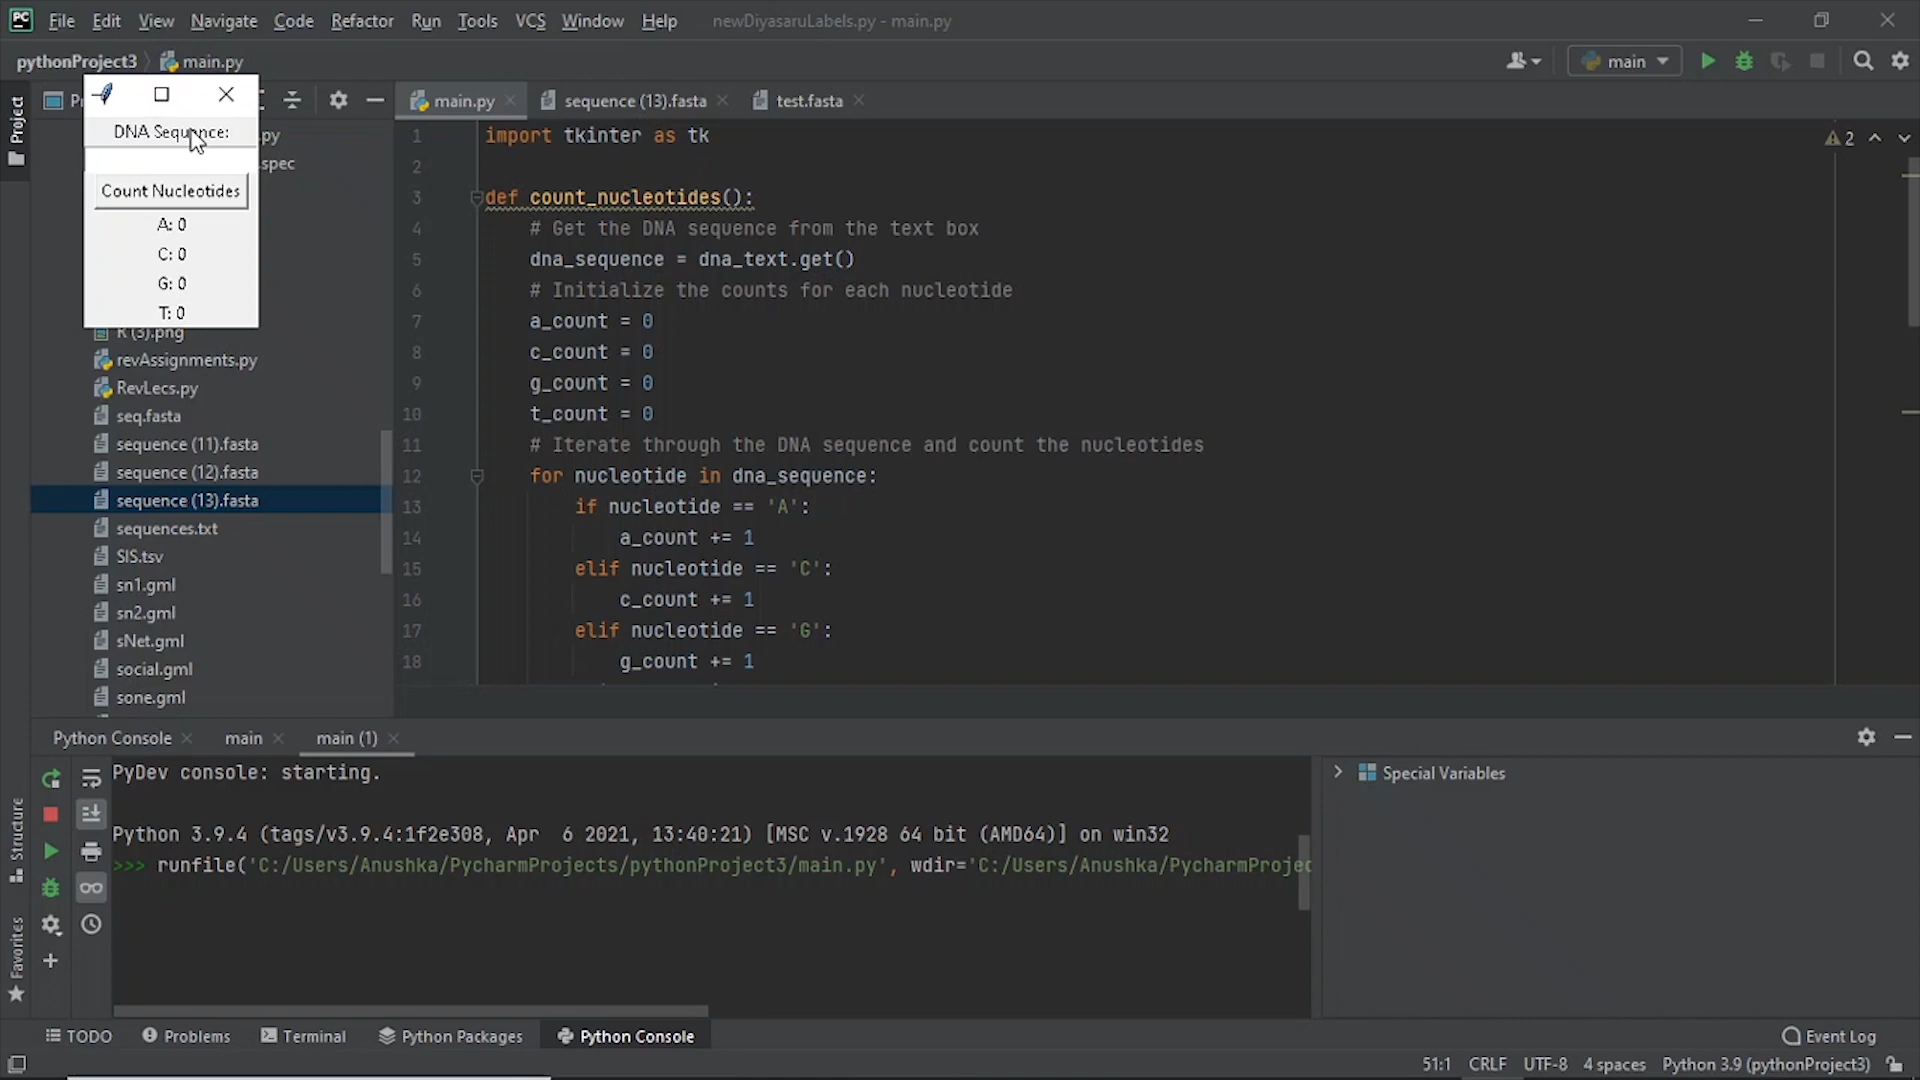 PC File Edit View Navigate Code Refactor Run Tools VCS Window Help newDiyasaruLabels.py - main.py
pythonProject3 main.py main
main.py sequence (13).fasta test.fasta
Project
DNA Sequence:
Count Nucleotides
A: 0
C: 0
G: 0
T: 0
.py
.spec
R (3).png
revAssignments.py
RevLecs.py
seq.fasta
sequence (11).fasta
sequence (12).fasta
sequence (13).fasta
sequences.txt
SIS.tsv
sn1.gml
sn2.gml
sNet.gml
social.gml
sone.gml
1 import tkinter as tk
2
3 def count_nucleotides():
4 # Get the DNA sequence from the text box
5 dna_sequence = dna_text.get()
6 # Initialize the counts for each nucleotide
7 a_count = 0
8 c_count = 0
9 g_count = 0
10 t_count = 0
11 # Iterate through the DNA sequence and count the nucleotides
12 for nucleotide in dna_sequence:
13 if nucleotide == 'A':
14 a_count += 1
15 elif nucleotide == 'C':
16 c_count += 1
17 elif nucleotide == 'G':
18 g_count += 1
2
Python Console main main (1)
PyDev console: starting.
Python 3.9.4 (tags/v3.9.4:1f2e308, Apr  6 2021, 13:40:21) [MSC v.1928 64 bit (AMD64)] on win32
>>> runfile('C:/Users/Anushka/PycharmProjects/pythonProject3/main.py', wdir='C:/Users/Anushka/PycharmProjec
Special Variables
Structure
Favorites
TODO Problems Terminal Python Packages Python Console Event Log
51:1 CRLF UTF-8 4 spaces Python 3.9 (pythonProject3)